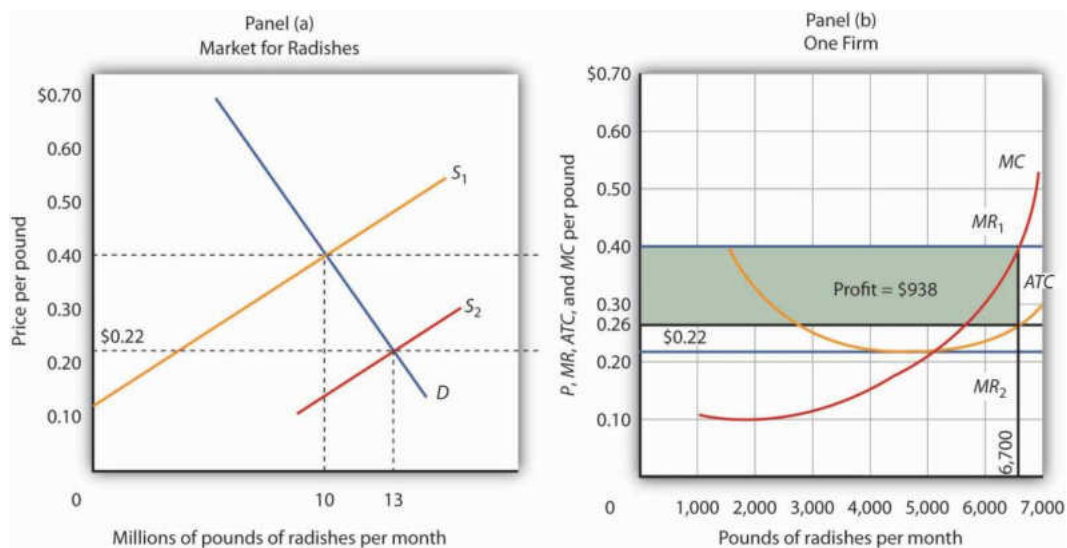 Panel (a)
Market for Radishes
$0.70
0.60
0.50
0.40
0.30
$0.22
0.20
0.10
0
10
13
S1
S2
D
Price per pound
Millions of pounds of radishes per month
Panel (b)
One Firm
$0.70
0.60
0.50
0.40
0.30
0.26
$0.22
0.20
0.10
0
MC
MR1
ATC
Profit = $938
MR2
6,700
1,000 2,000 3,000 4,000 5,000 6,000 7,000
P, MR, ATC, and MC per pound
Pounds of radishes per month